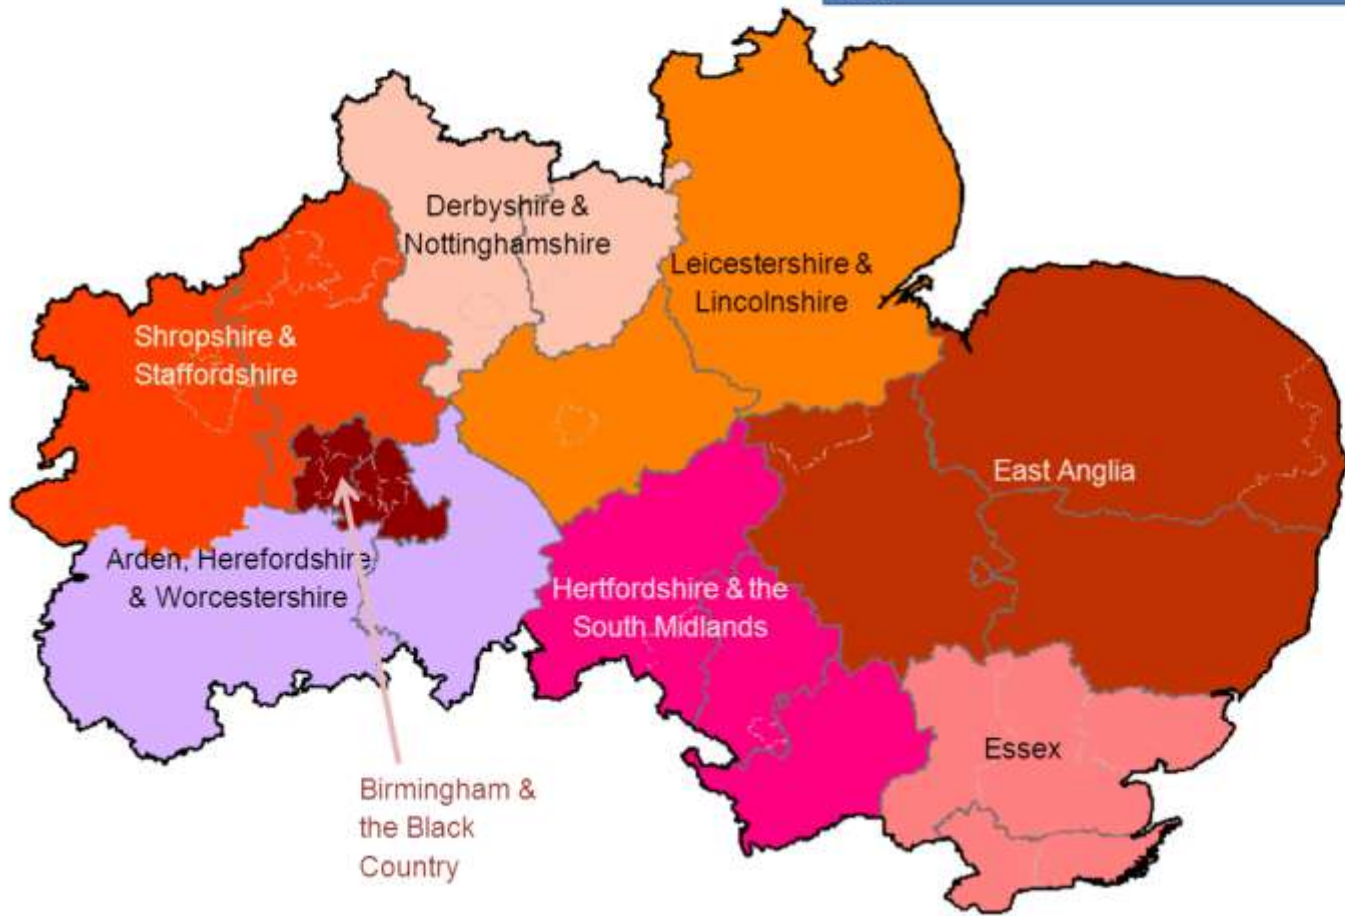 Derbyshire &
Nottinghamshire
Leicestershire &
Lincolnshire
Shropshire &
Staffordshire
East Anglia
Arden, Herefordshire
& Worcestershire
Hertfordshire & the
South Midlands
Essex
Birmingham &
the Black
Country